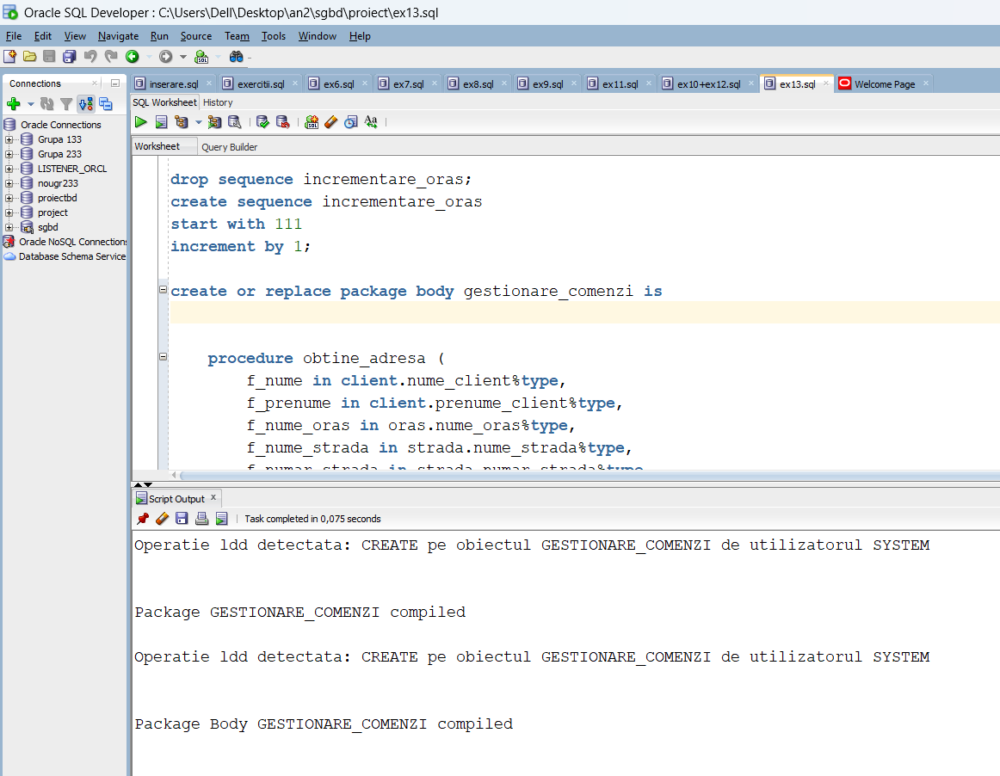 Oracle SQL Developer : C:\Users\Dell\Desktop\an2\sgbd\proiect\ex13.sql
File Edit View Navigate Run Source Team Tools Window Help
Connections
Oracle Connections
Grupa 133
Grupa 233
LISTENER_ORCL
nougr233
proiectbd
project
sgbd
Oracle NoSQL Connections
Database Schema Service
inserare.sql exercitii.sql ex6.sql ex7.sql ex8.sql ex9.sql ex11.sql ex10+ex12.sql ex13.sql Welcome Page
SQL Worksheet History
Worksheet Query Builder
drop sequence incrementare_oras;
create sequence incrementare_oras
start with 111
increment by 1;
create or replace package body gestionare_comenzi is
procedure obtine_adresa (
f_nume in client.nume_client%type,
f_prenume in client.prenume_client%type,
f_nume_oras in oras.nume_oras%type,
f_nume_strada in strada.nume_strada%type,
f_numar_strada in strada.numar_strada%type
Script Output
Task completed in 0,075 seconds
Operatie ldd detectata: CREATE pe obiectul GESTIONARE_COMENZI de utilizatorul SYSTEM
Package GESTIONARE_COMENZI compiled
Operatie ldd detectata: CREATE pe obiectul GESTIONARE_COMENZI de utilizatorul SYSTEM
Package Body GESTIONARE_COMENZI compiled